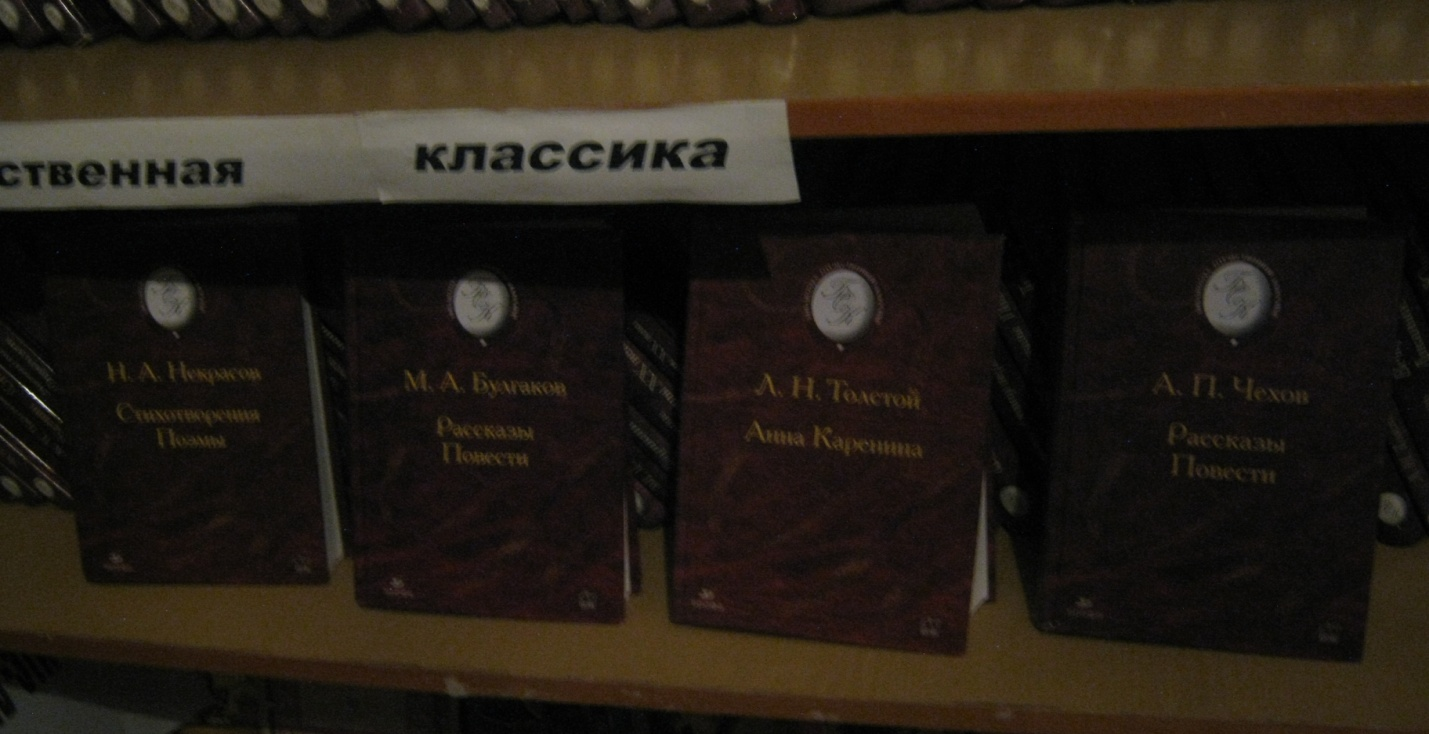 ственная классика
Н. А. Некрасов
Стихотворения
Поэмы
М. А. Булгаков
Рассказы
Повести
Л. Н. Толстой
Анна Каренина
А. П. Чехов
Рассказы
Повести